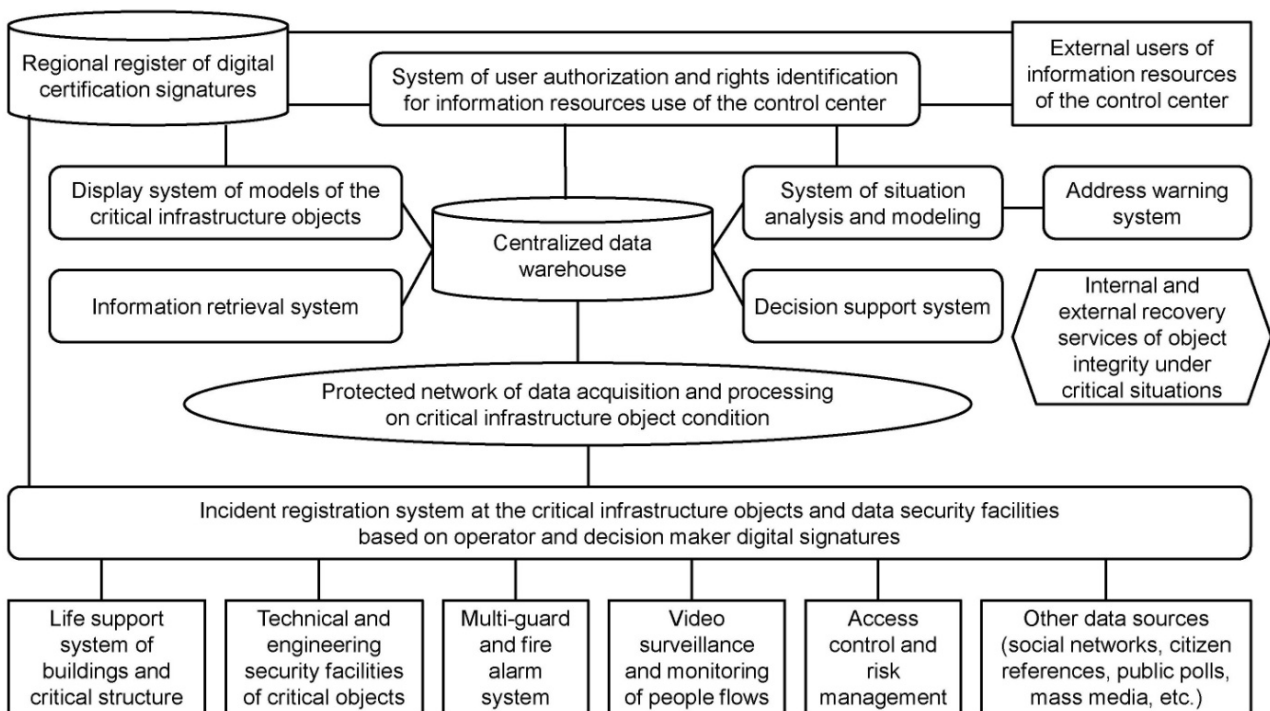 Regional register of digital
certification signatures
System of user authorization and rights identification
for information resources use of the control center
External users of
information resources
of the control center
Display system of models of the
critical infrastructure objects
System of situation
analysis and modeling
Address warning
system
Centralized data
warehouse
Information retrieval system
Decision support system
Internal and
external recovery
services of object
integrity under
critical situations
Protected network of data acquisition and processing
on critical infrastructure object condition
Incident registration system at the critical infrastructure objects and data security facilities
based on operator and decision maker digital signatures
Life support
system of
buildings and
critical structure
Technical and
engineering
security facilities
of critical objects
Multi-guard
and fire
alarm
system
Video
surveillance
and monitoring
of people flows
Access
control and
risk
management
Other data sources
(social networks, citizen
references, public polls,
mass media, etc.)